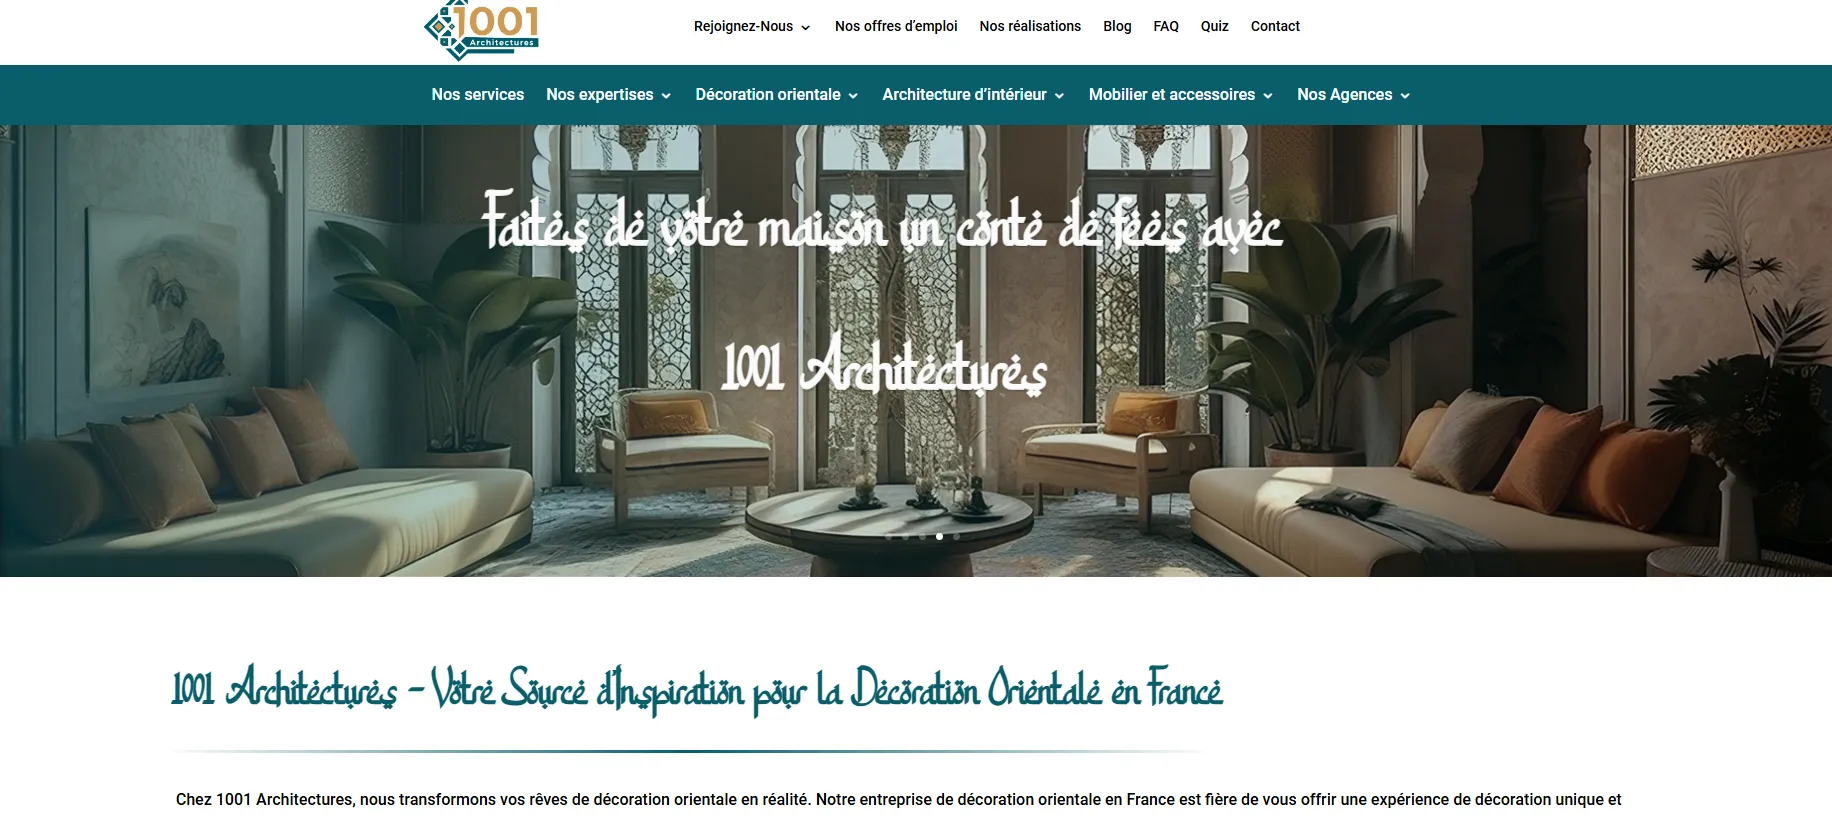 1001
Architectures
Rejoignez-Nous Nos offres d’emploi Nos réalisations Blog FAQ Quiz Contact
Nos services Nos expertises Décoration orientale Architecture d’intérieur Mobilier et accessoires Nos Agences
Faites de votre maison un conte de fées avec
1001 Architectures
1001 Architectures – Votre Source d’Inspiration pour la Décoration Orientale en France
Chez 1001 Architectures, nous transformons vos rêves de décoration orientale en réalité. Notre entreprise de décoration orientale en France est fière de vous offrir une expérience de décoration unique et